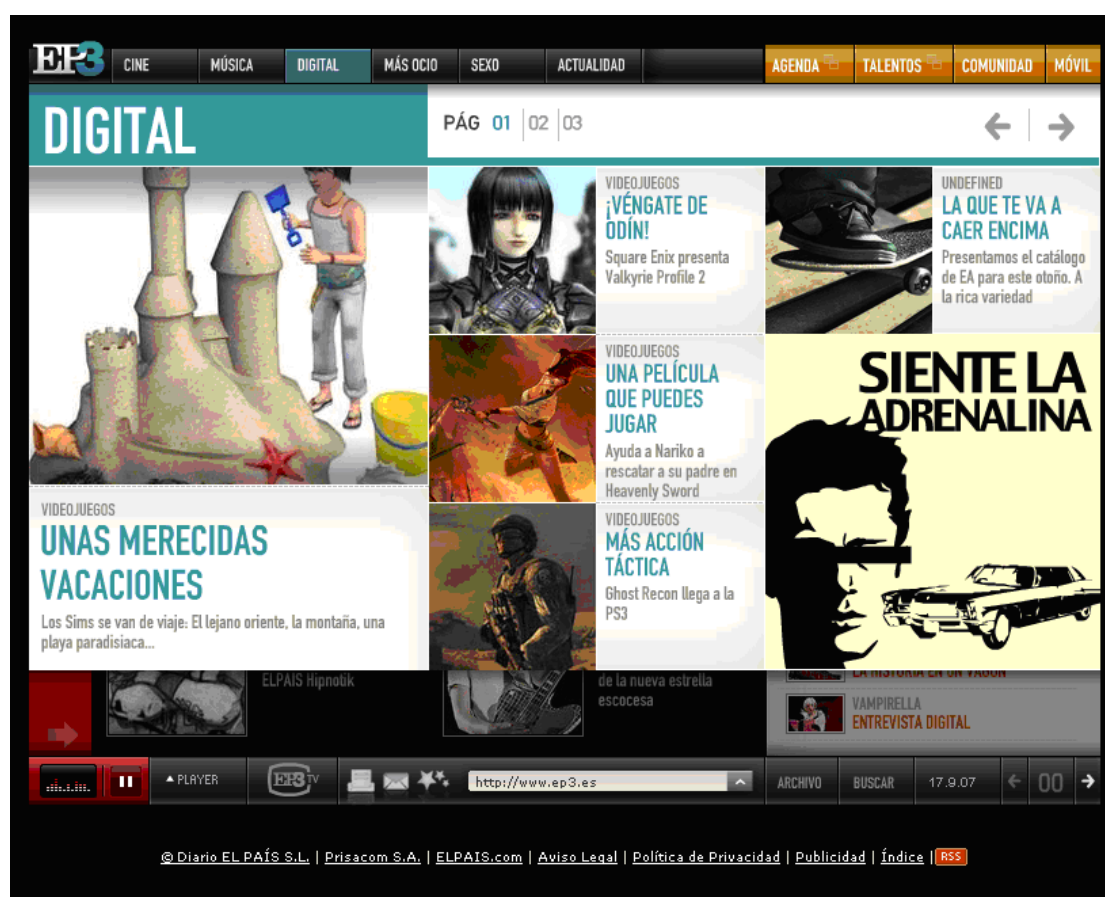 EP3 CINE MÚSICA DIGITAL MÁS OCIO SEXO ACTUALIDAD AGENDA TALENTOS COMUNIDAD MÓVIL
DIGITAL
PÁG 01 | 02 | 03
VIDEOJUEGOS
UNAS MERECIDAS
VACACIONES
Los Sims se van de viaje: El lejano oriente, la montaña, una
playa paradisiaca...
VIDEOJUEGOS
¡VÉNGATE DE
ODÍN!
Square Enix presenta
Valkyrie Profile 2
VIDEOJUEGOS
UNA PELÍCULA
QUE PUEDES
JUGAR
Ayuda a Nariko a
rescatar a su padre en
Heavenly Sword
VIDEOJUEGOS
MÁS ACCIÓN
TÁCTICA
Ghost Recon llega a la
PS3
UNDEFINED
LA QUE TE VA A
CAER ENCIMA
Presentamos el catálogo
de EA para este otoño. A
la rica variedad
SIENTE LA
ADRENALINA
ELPAIS Hipnotik
de la nueva estrella
escocesa
LA HISTORIA EN UN VAGÓN
VAMPIRELLA
ENTREVISTA DIGITAL
PLAYER EP3 TV http://www.ep3.es ARCHIVO BUSCAR 17.9.07 00
© Diario EL PAÍS S.L. | Prisacom S.A. | ELPAIS.com | Aviso Legal | Política de Privacidad | Publicidad | Índice | RSS